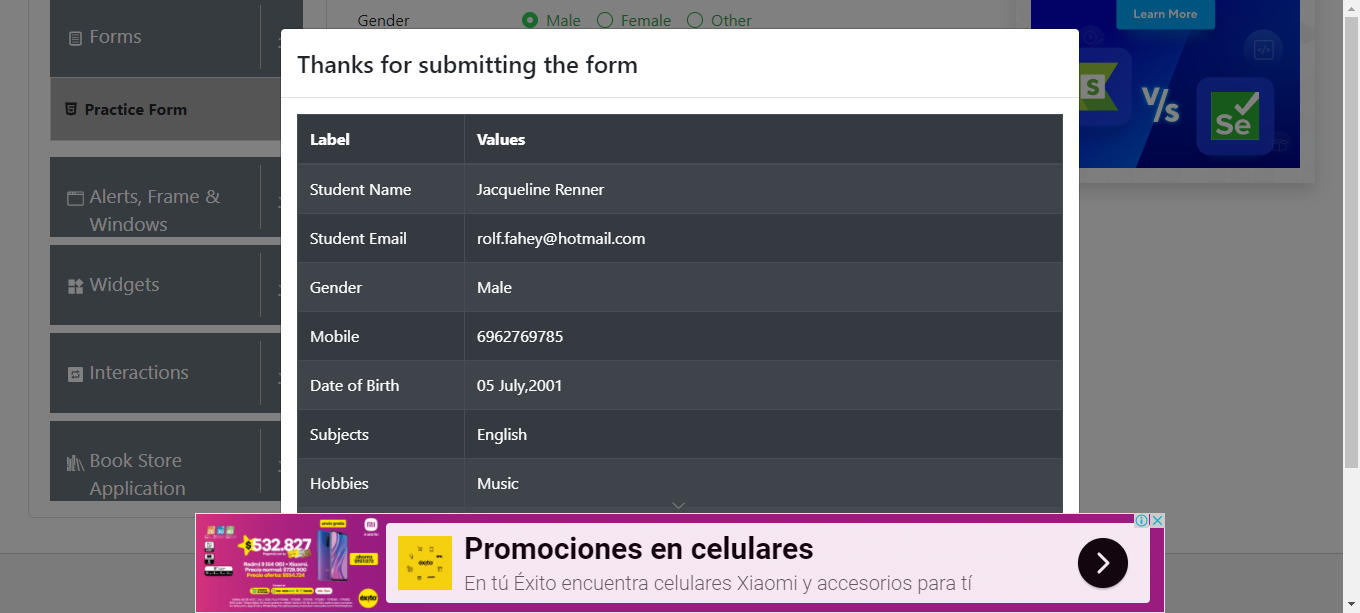 Gender Male Female Other
Learn More
Forms
Practice Form
Alerts, Frame &
Windows
Widgets
Interactions
Book Store
Application
Thanks for submitting the form
Label Values
Student Name Jacqueline Renner
Student Email rolf.fahey@hotmail.com
Gender Male
Mobile 6962769785
Date of Birth 05 July,2001
Subjects English
Hobbies Music
S V/s Se
$532.827
éxito
Promociones en celulares
En tú Éxito encuentra celulares Xiaomi y accesorios para tí